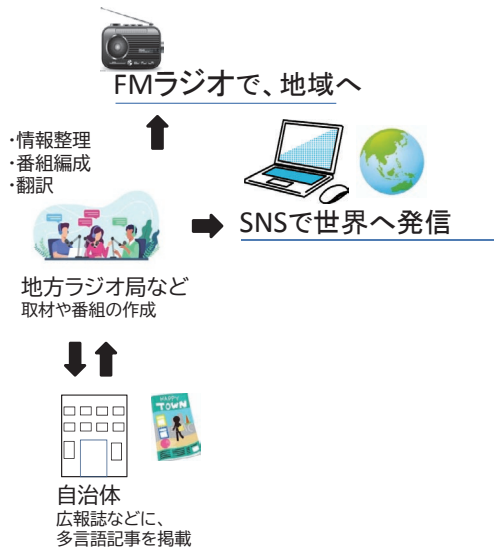 FMラジオで、地域へ
・情報整理
・番組編成
・翻訳
SNSで世界へ発信
地方ラジオ局など
取材や番組の作成
HAPPY
TOWN
自治体
広報誌などに、
多言語記事を掲載